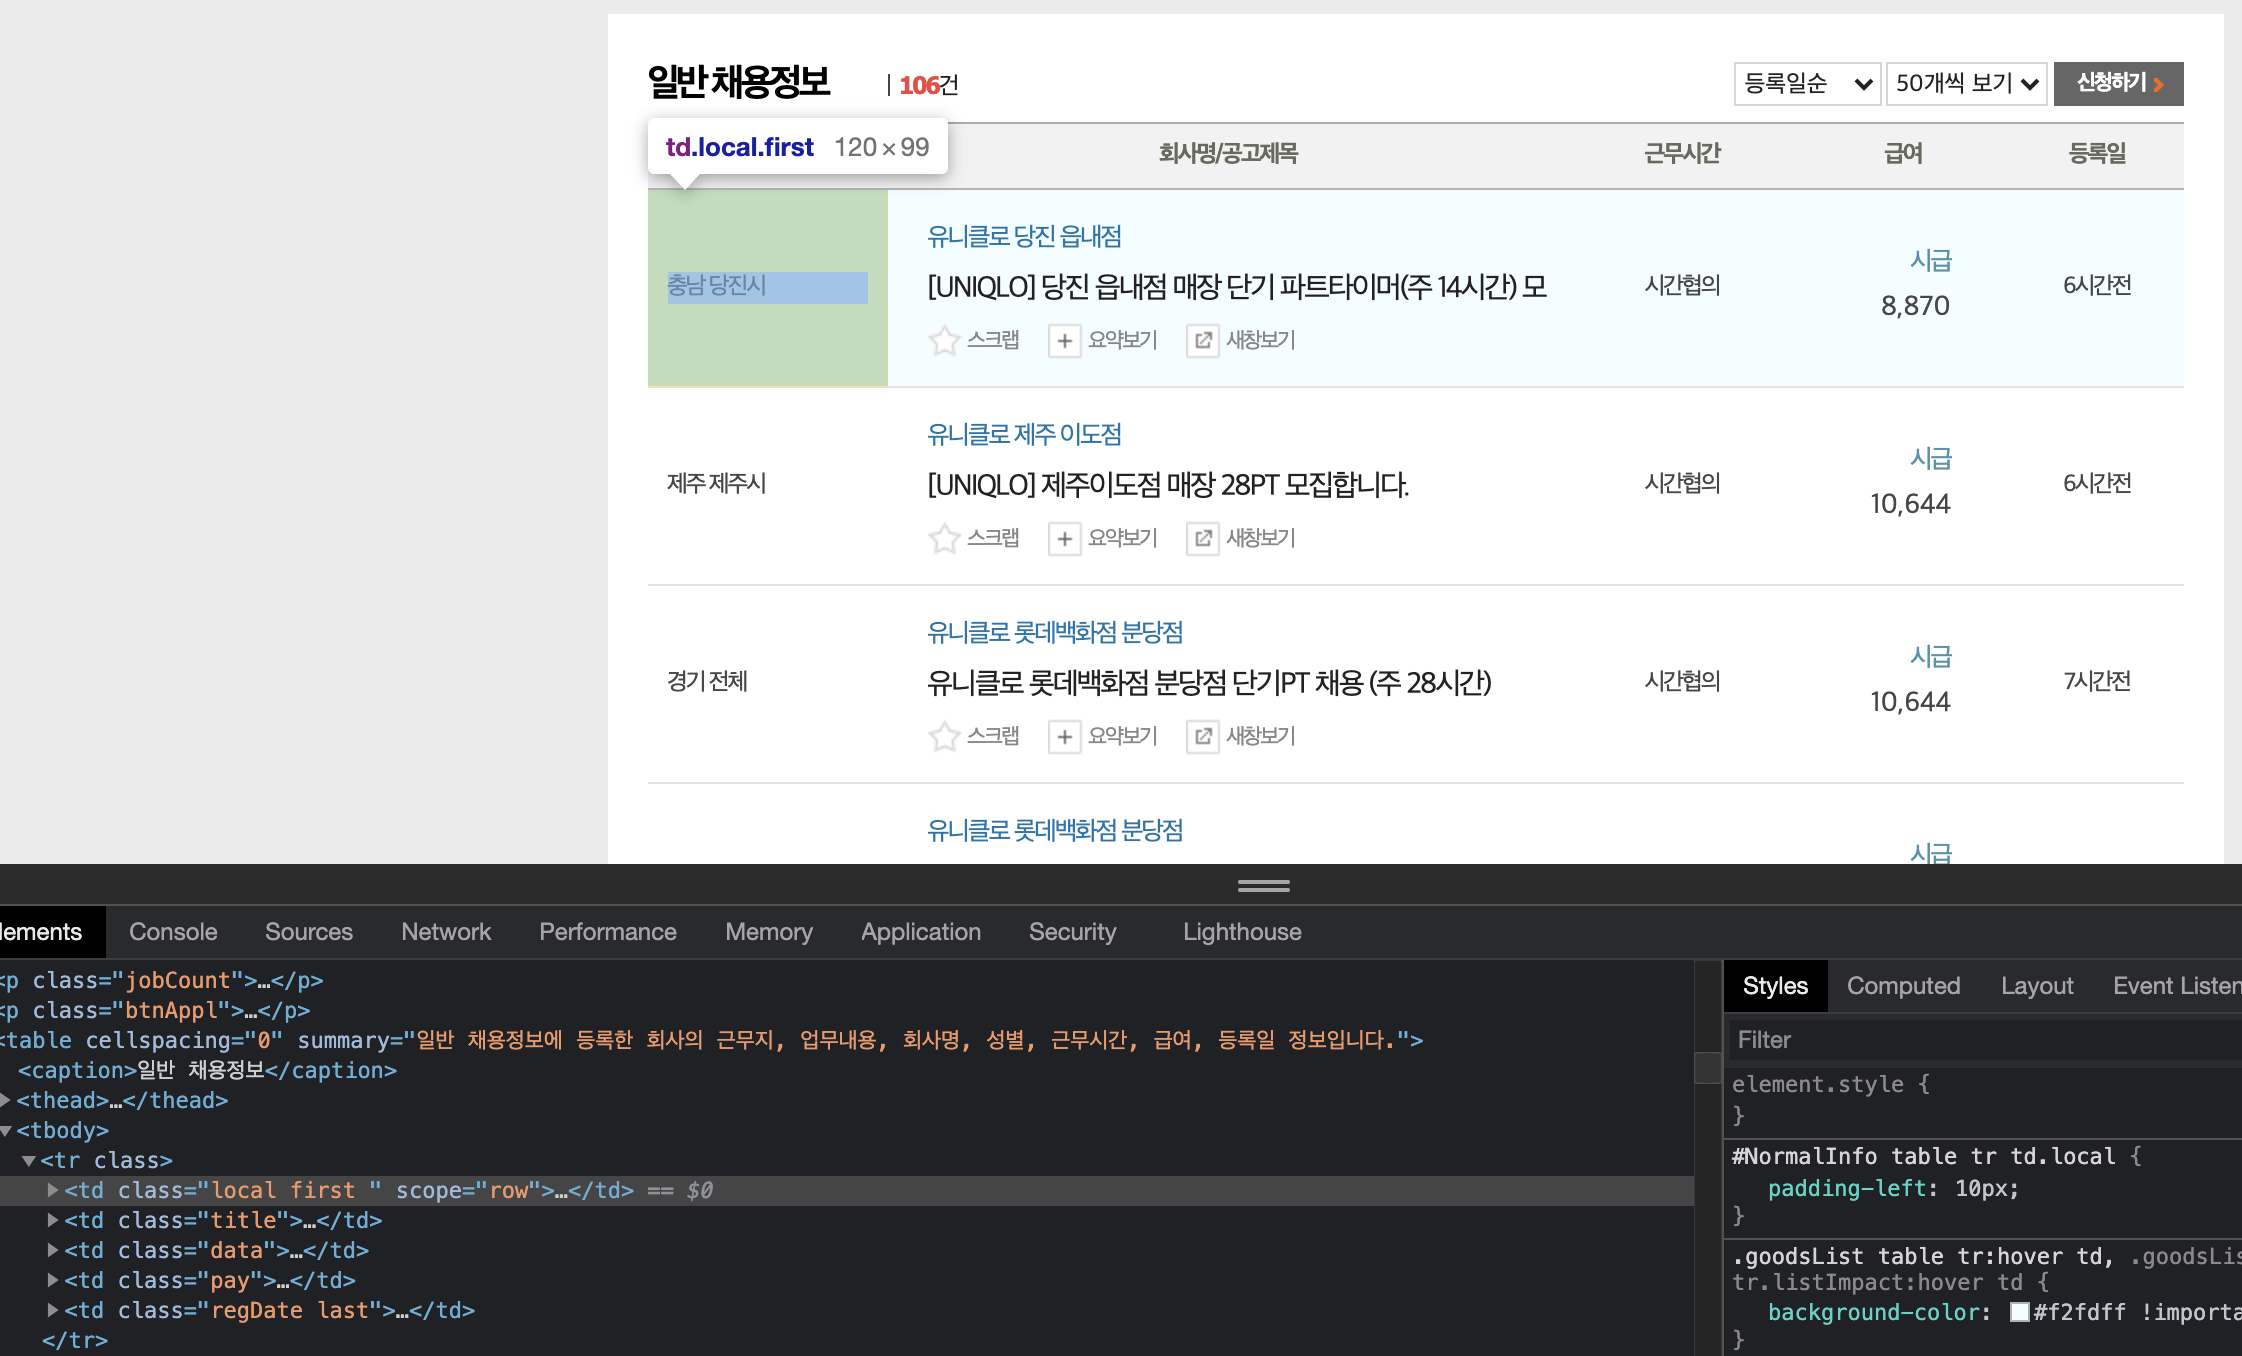 일반 채용정보 | 106건 등록일순 50개씩 보기 신청하기
td.local.first 120 × 99
회사명/공고제목 근무시간 급여 등록일
유니클로 당진 읍내점
충남 당진시 [UNIQLO] 당진 읍내점 매장 단기 파트타이머(주 14시간) 모 시간협의 시급 8,870 6시간전
스크랩 요약보기 새창보기
유니클로 제주 이도점
제주 제주시 [UNIQLO] 제주이도점 매장 28PT 모집합니다. 시간협의 시급 10,644 6시간전
스크랩 요약보기 새창보기
유니클로 롯데백화점 분당점
경기 전체 유니클로 롯데백화점 분당점 단기PT 채용 (주 28시간) 시간협의 시급 10,644 7시간전
스크랩 요약보기 새창보기
유니클로 롯데백화점 분당점
시급
lements Console Sources Network Performance Memory Application Security Lighthouse
<p class="jobCount">…</p>
<p class="btnAppl">…</p>
<table cellspacing="0" summary="일반 채용정보에 등록한 회사의 근무지, 업무내용, 회사명, 성별, 근무시간, 급여, 등록일 정보입니다.">
<caption>일반 채용정보</caption>
<thead>…</thead>
<tbody>
<tr class>
<td class="local first " scope="row">…</td> == $0
<td class="title">…</td>
<td class="data">…</td>
<td class="pay">…</td>
<td class="regDate last">…</td>
</tr>
Styles Computed Layout Event Listen
Filter
element.style {
}
#NormalInfo table tr td.local {
padding-left: 10px;
}
.goodsList table tr:hover td, .goodsLis
tr.listImpact:hover td {
background-color: #f2fdff !importa
}